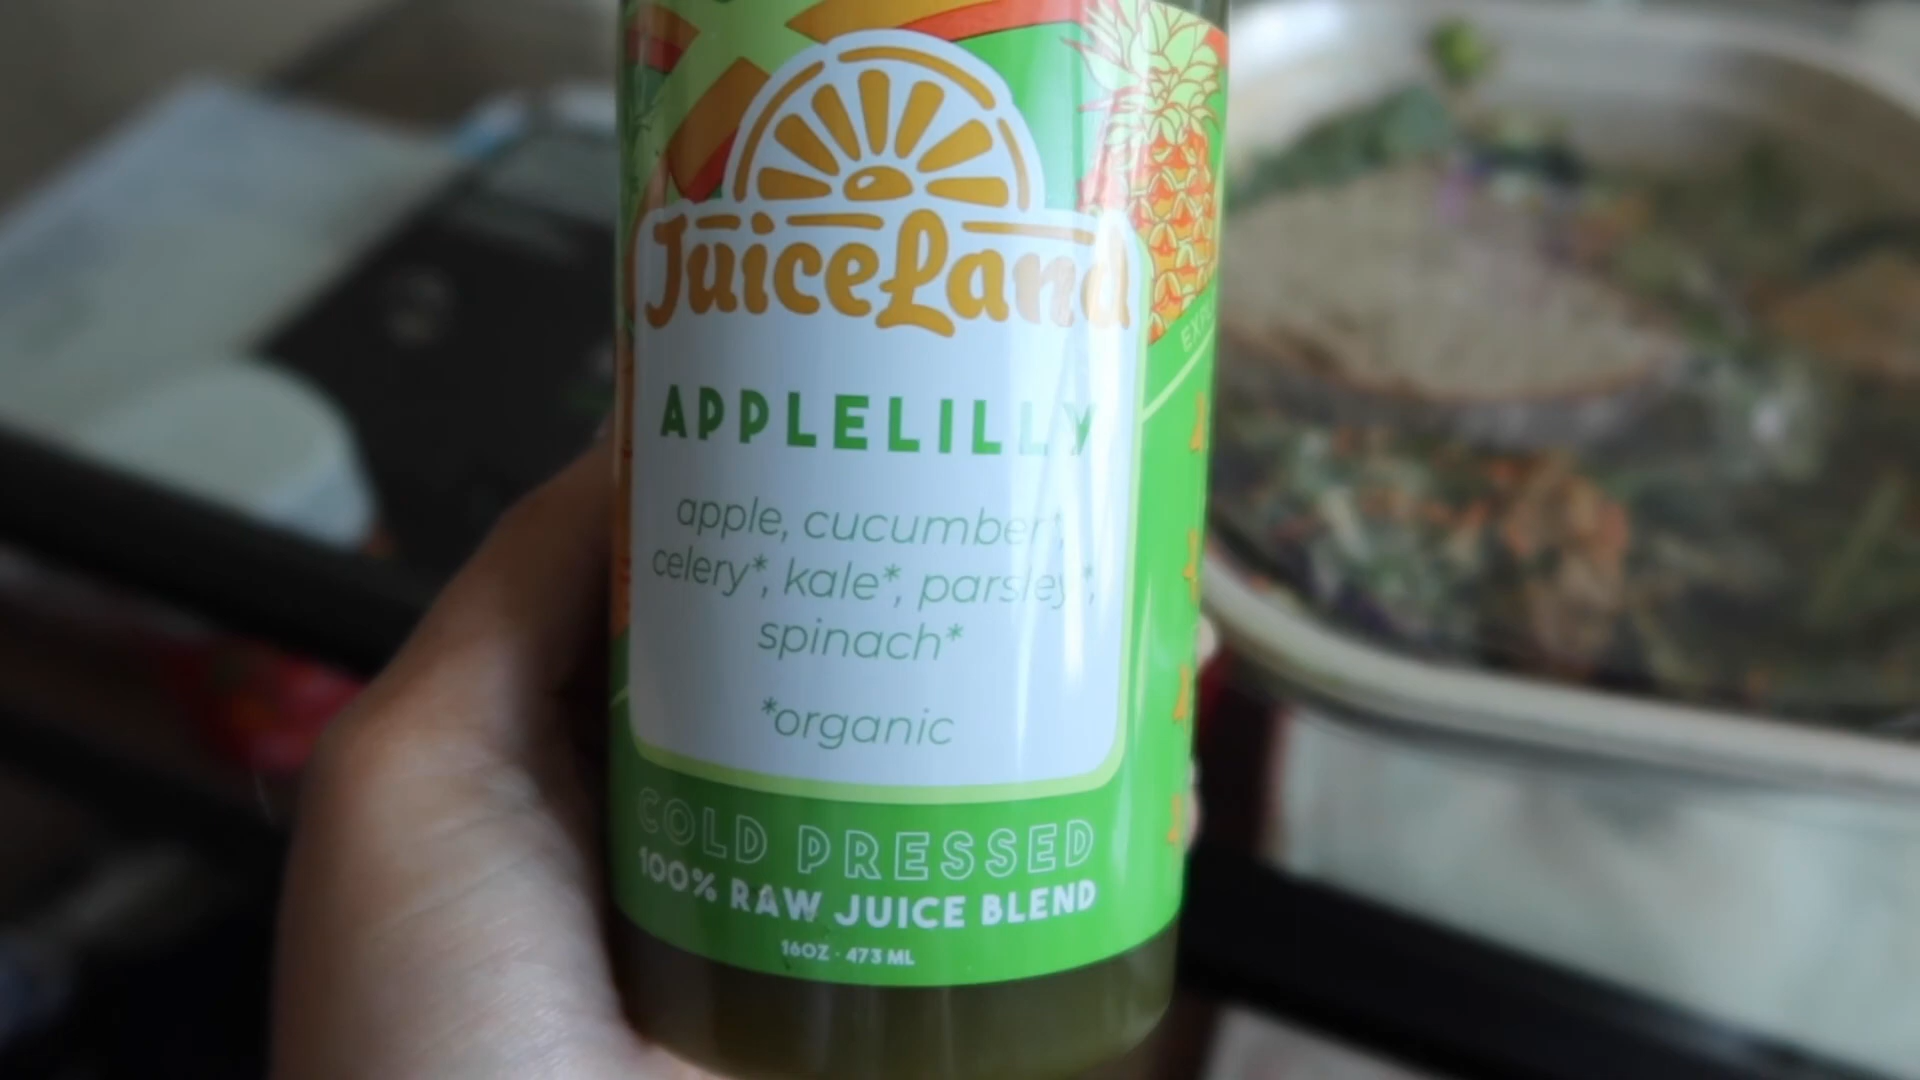 JuiceLand
APPLELILLY
apple, cucumber*,
celery*, kale*, parsley*,
spinach*
*organic
COLD PRESSED
100% RAW JUICE BLEND
16OZ · 473 ML